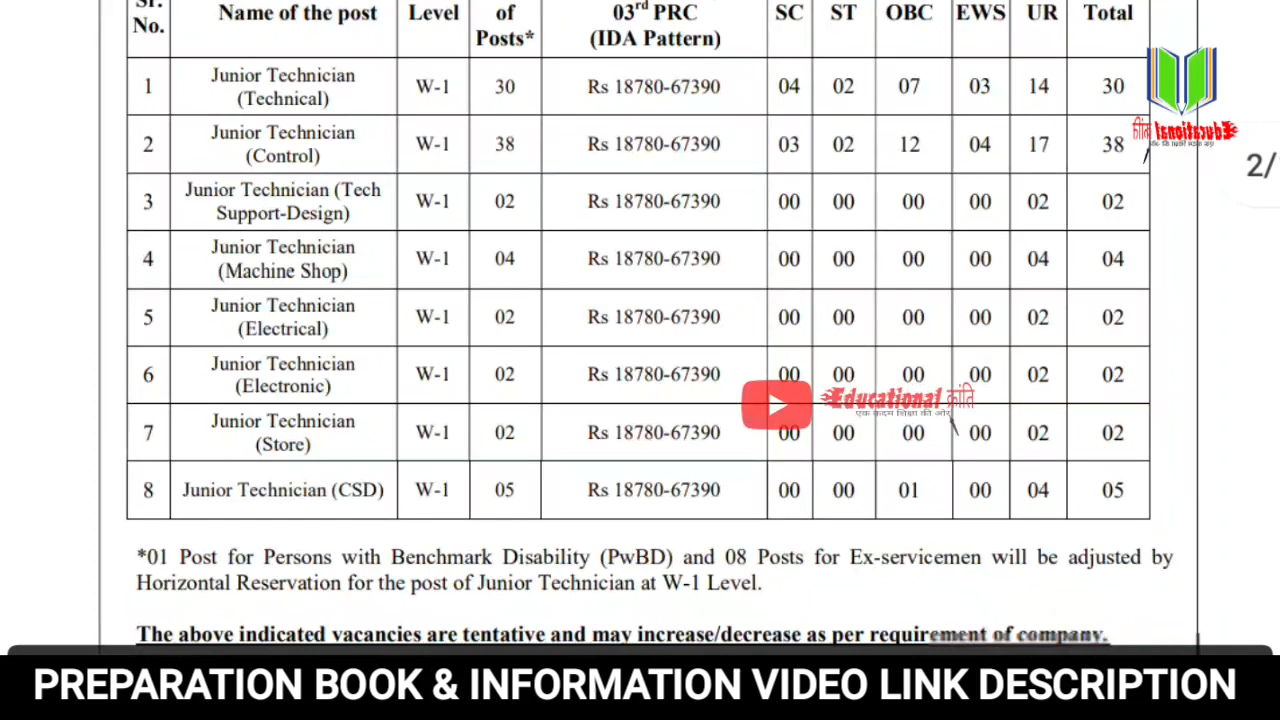 Sr. Name of the post Level of 03rd PRC SC ST OBC EWS UR Total
No. Posts* (IDA Pattern)
1 Junior Technician (Technical) W-1 30 Rs 18780-67390 04 02 07 03 14 30
2 Junior Technician (Control) W-1 38 Rs 18780-67390 03 02 12 04 17 38
3 Junior Technician (Tech Support-Design) W-1 02 Rs 18780-67390 00 00 00 00 02 02
4 Junior Technician (Machine Shop) W-1 04 Rs 18780-67390 00 00 00 00 04 04
5 Junior Technician (Electrical) W-1 02 Rs 18780-67390 00 00 00 00 02 02
6 Junior Technician (Electronic) W-1 02 Rs 18780-67390 00 00 00 00 02 02
7 Junior Technician (Store) W-1 02 Rs 18780-67390 00 00 00 00 02 02
8 Junior Technician (CSD) W-1 05 Rs 18780-67390 00 00 01 00 04 05
2/
Educational क्रांति
एक कदम शिक्षा की ओर
*01 Post for Persons with Benchmark Disability (PwBD) and 08 Posts for Ex-servicemen will be adjusted by
Horizontal Reservation for the post of Junior Technician at W-1 Level.
The above indicated vacancies are tentative and may increase/decrease as per requirement of company.
PREPARATION BOOK & INFORMATION VIDEO LINK DESCRIPTION